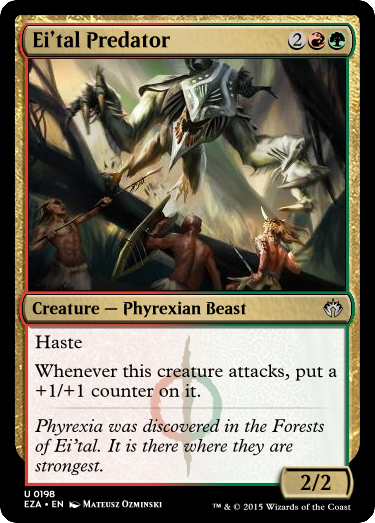 Ei'tal Predator 2
Creature — Phyrexian Beast
Haste
Whenever this creature attacks, put a
+1/+1 counter on it.
Phyrexia was discovered in the Forests
of Ei'tal. It is there where they are
strongest.
2/2
U 0198
EZA • EN Mateusz Ozminski
™ & © 2015 Wizards of the Coast